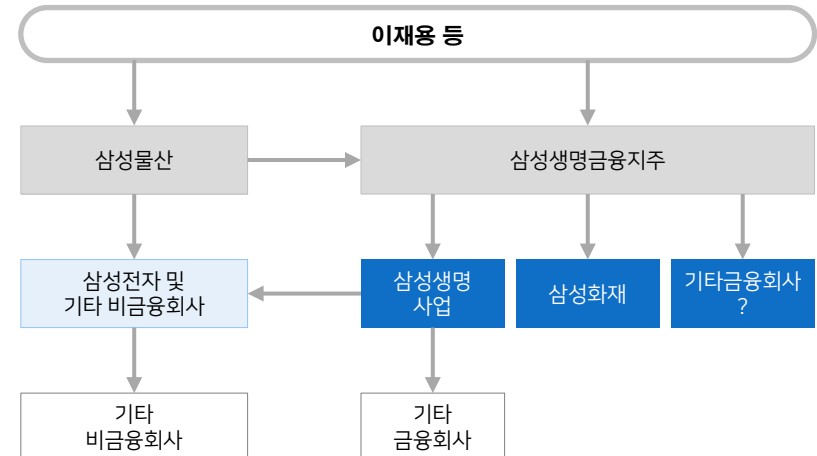 이재용 등
삼성물산
삼성생명금융지주
삼성전자 및
기타 비금융회사
삼성생명
사업
삼성화재
기타금융회사
?
기타
비금융회사
기타
금융회사